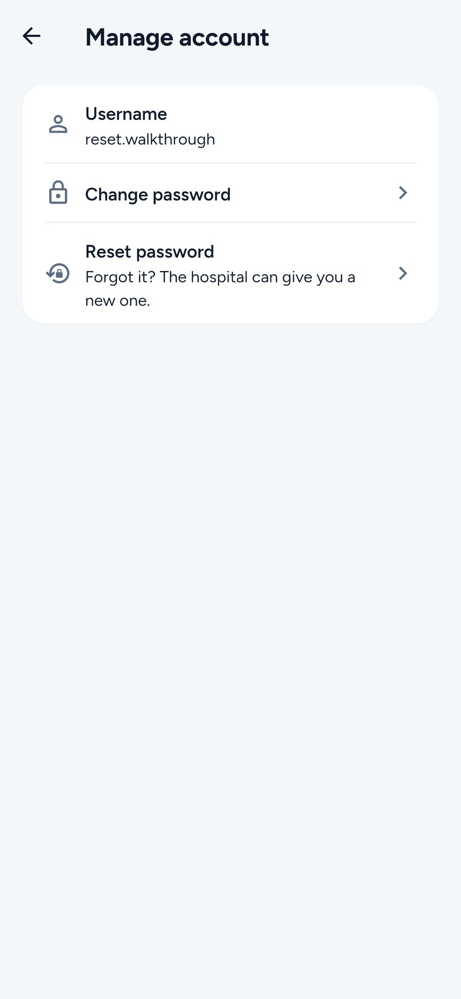 Manage account
Username
reset.walkthrough
Change password
Reset password
Forgot it? The hospital can give you a
new one.